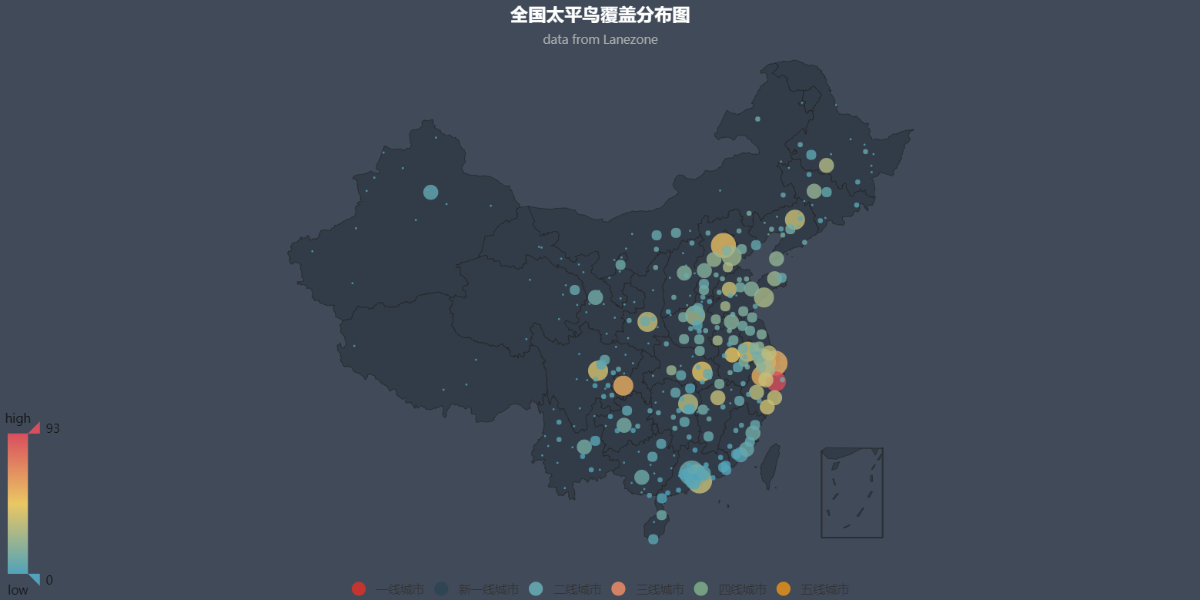 全国太平鸟覆盖分布图
data from Lanezone
high
93
0
low
一线城市
新一线城市
二线城市
三线城市
四线城市
五线城市